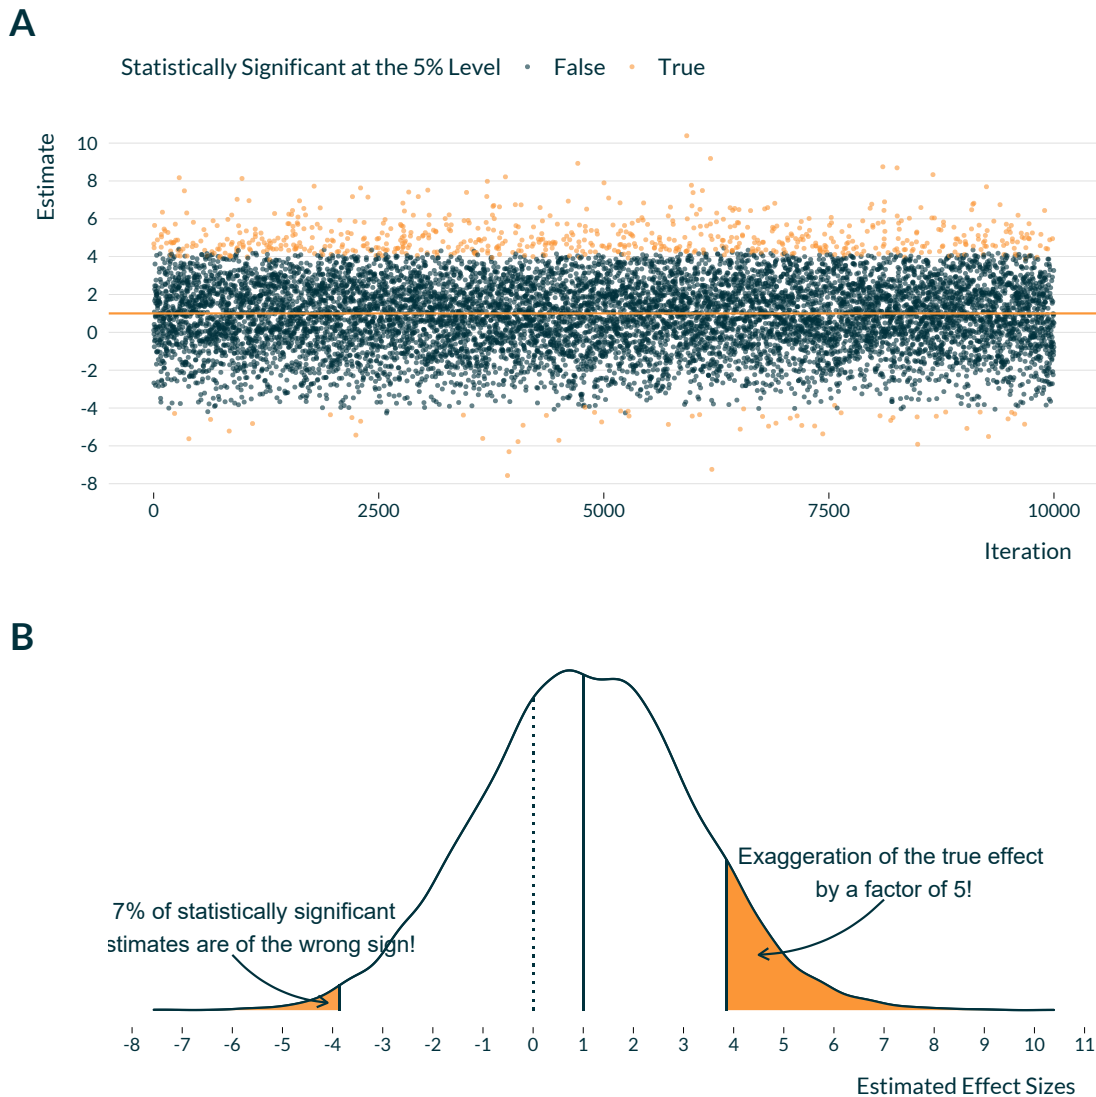 A
Statistically Significant at the 5% Level False True
Estimate
10
8
6
4
2
0
-2
-4
-6
-8
0 2500 5000 7500 10000
Iteration
B
Exaggeration of the true effect
by a factor of 5!
7% of statistically significant
stimates are of the wrong sign!
-8 -7 -6 -5 -4 -3 -2 -1 0 1 2 3 4 5 6 7 8 9 10 11
Estimated Effect Sizes